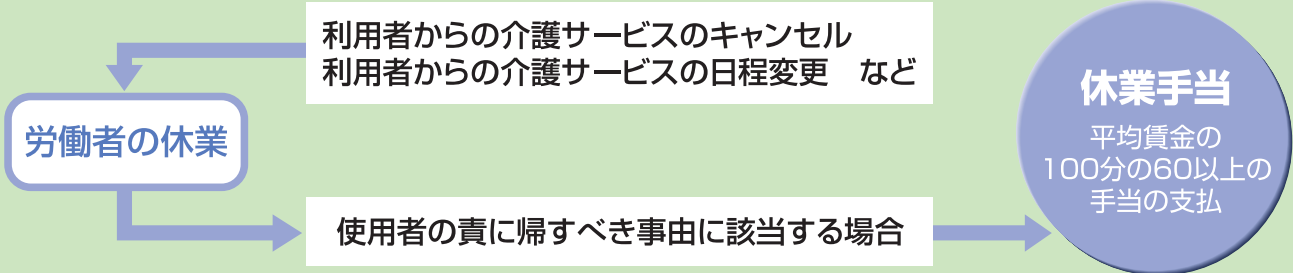 利用者からの介護サービスのキャンセル
利用者からの介護サービスの日程変更　など
労働者の休業
使用者の責に帰すべき事由に該当する場合
休業手当
平均賃金の
100分の60以上の
手当の支払